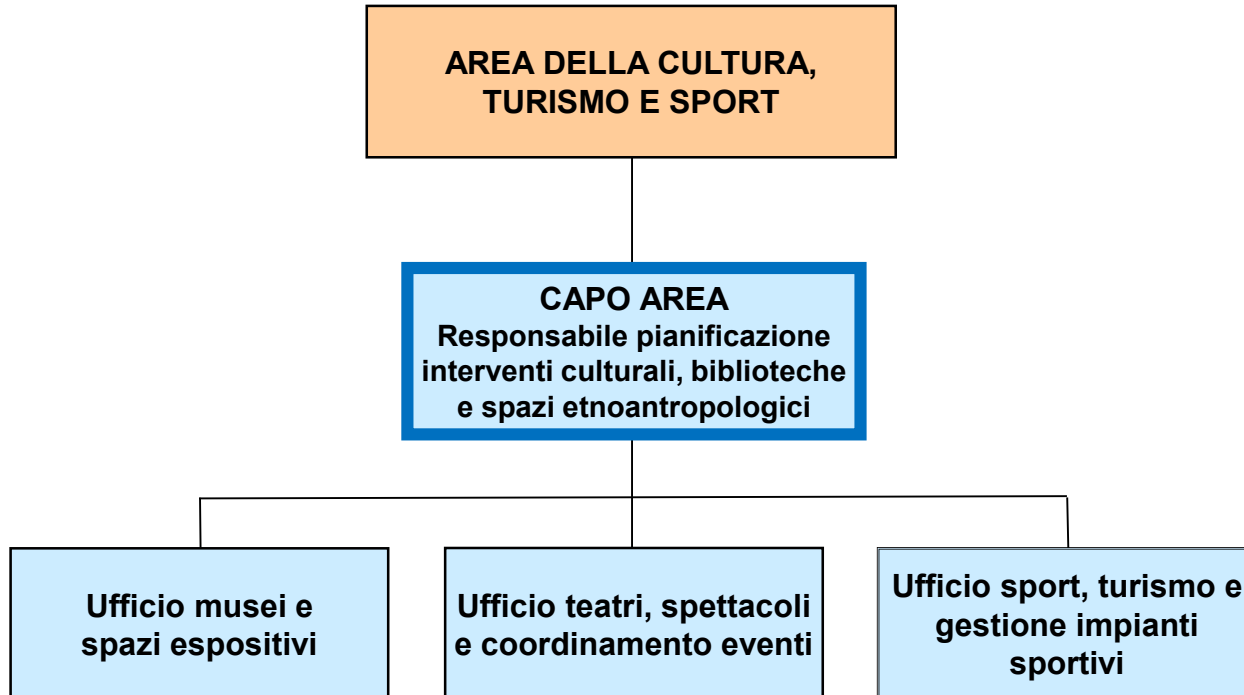 AREA DELLA CULTURA,
TURISMO E SPORT
CAPO AREA
Responsabile pianificazione
interventi culturali, biblioteche
e spazi etnoantropologici
Ufficio musei e
spazi espositivi
Ufficio teatri, spettacoli
e coordinamento eventi
Ufficio sport, turismo e
gestione impianti
sportivi